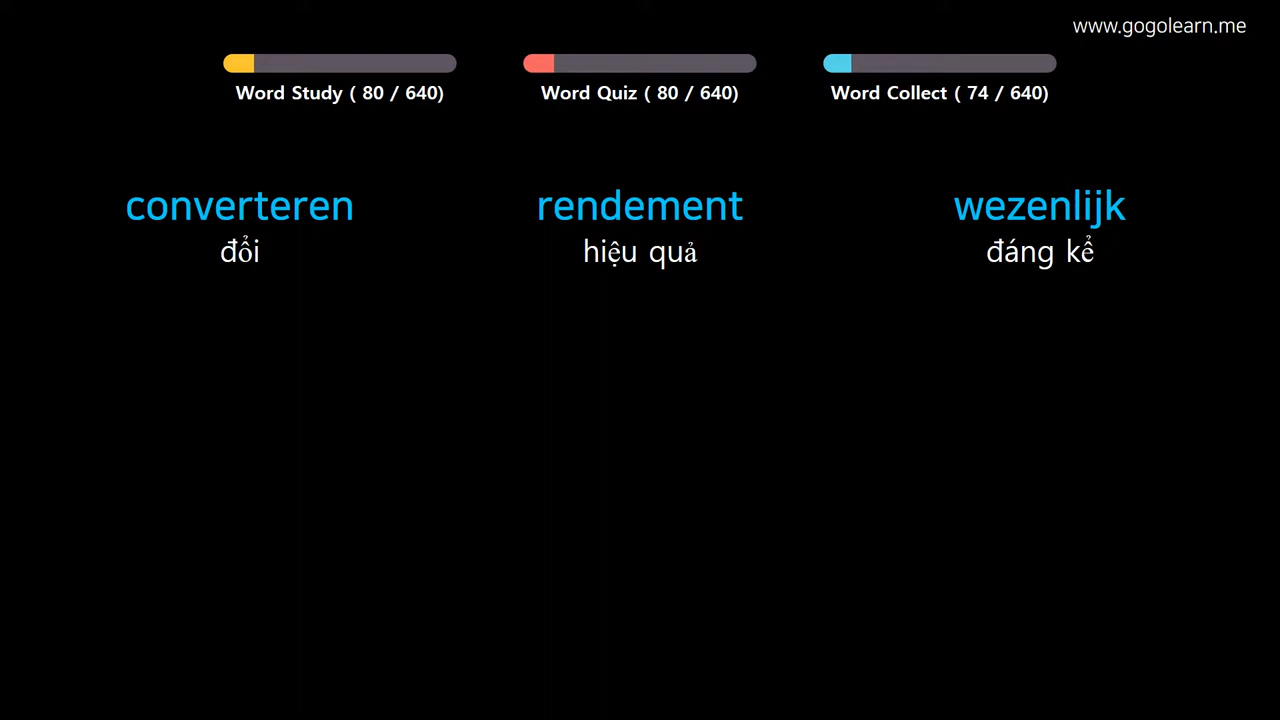 www.gogolearn.me
Word Study ( 80 / 640)
Word Quiz ( 80 / 640)
Word Collect ( 74 / 640)
converteren
đổi
rendement
hiệu quả
wezenlijk
đáng kể